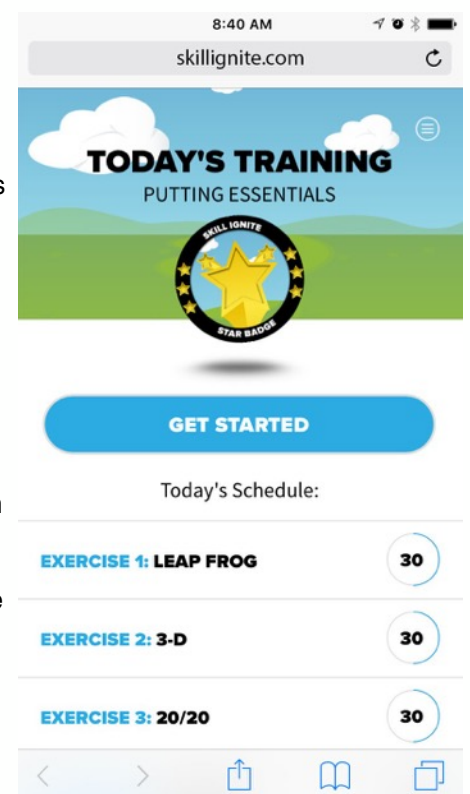 8:40 AM
skillignite.com
TODAY'S TRAINING
PUTTING ESSENTIALS
SKILL IGNITE
STAR BADGE
GET STARTED
Today's Schedule:
EXERCISE 1: LEAP FROG 30
EXERCISE 2: 3-D 30
EXERCISE 3: 20/20 30